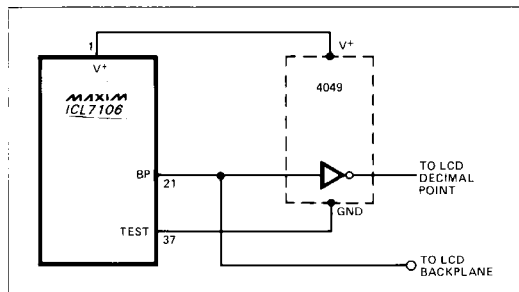 1
V+
V+
MAXIM
ICL7106
4049
BP
21
TO LCD
DECIMAL
POINT
GND
TEST
37
TO LCD
BACKPLANE